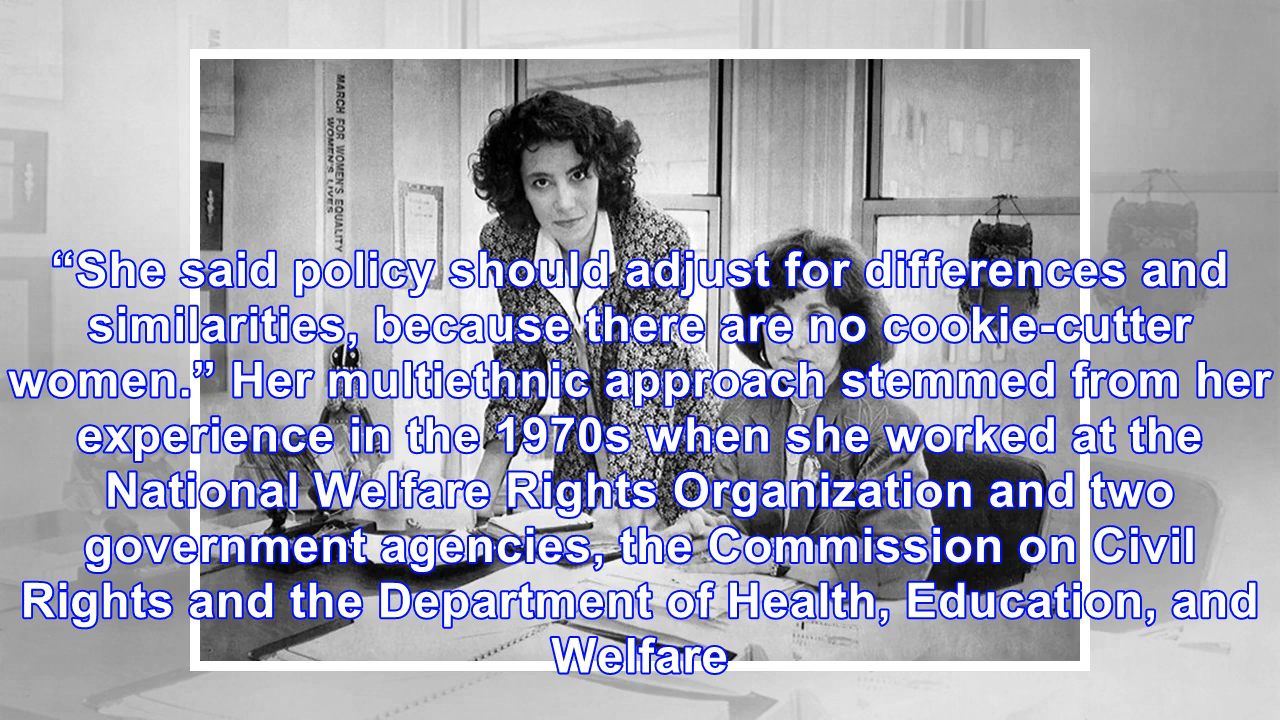 MARCH FOR WOMEN'S EQUALITY
WOMEN'S LIVES
“She said policy should adjust for differences and
similarities, because there are no cookie-cutter
women.” Her multiethnic approach stemmed from her
experience in the 1970s when she worked at the
National Welfare Rights Organization and two
government agencies, the Commission on Civil
Rights and the Department of Health, Education, and
Welfare